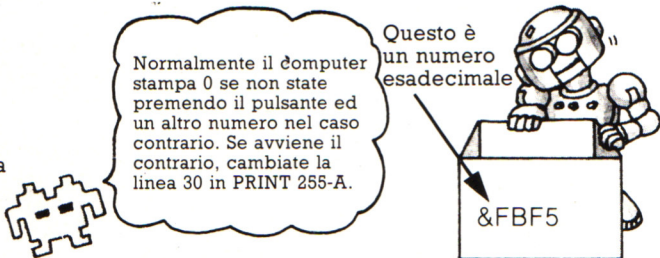 Normalmente il computer
stampa 0 se non state
premendo il pulsante ed
un altro numero nel caso
contrario. Se avviene il
contrario, cambiate la
linea 30 in PRINT 255-A.
Questo è
un numero
esadecimale
&FBF5
a